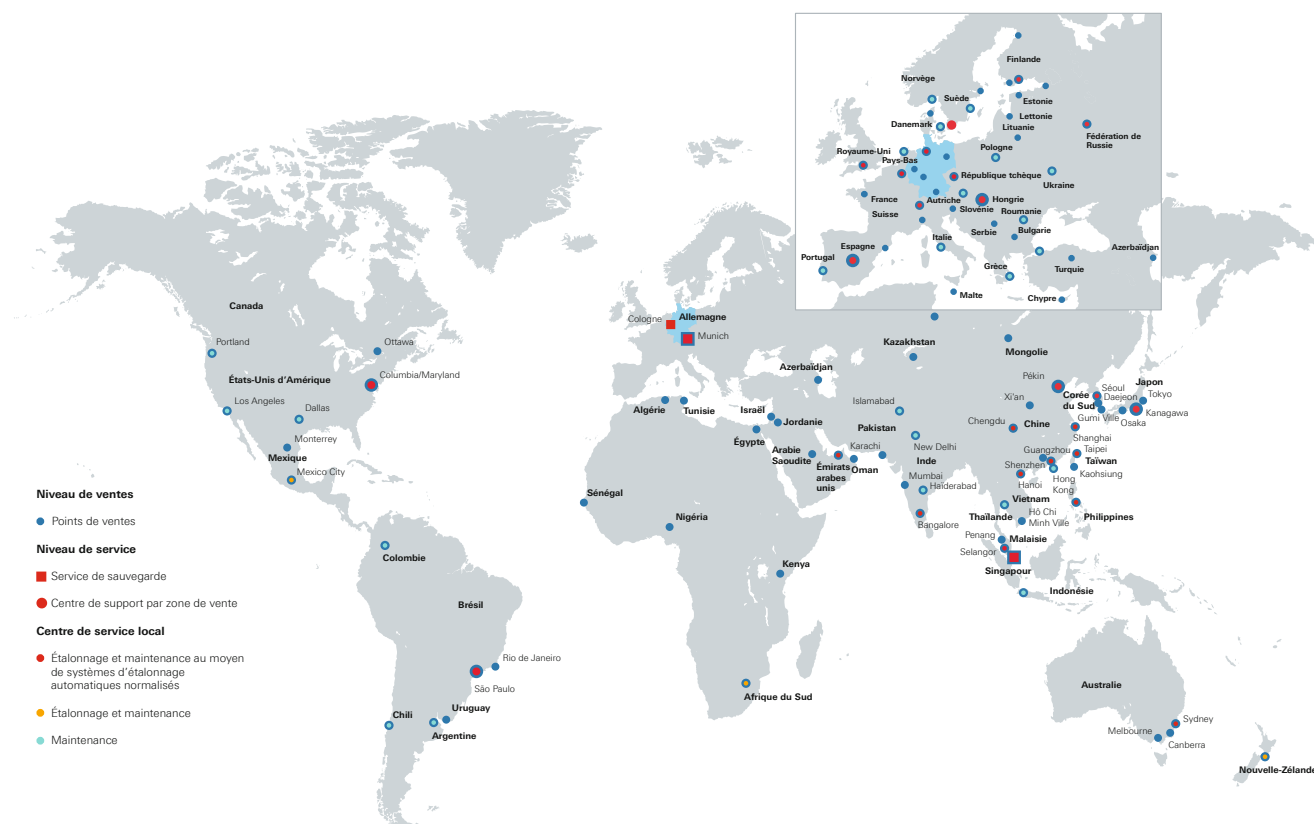 Finlande
Norvège
Suède
Estonie
Lettonie
Danemark
Lituanie
Fédération de
Russie
Royaume-Uni
Pologne
Pays-Bas
République tchèque
Ukraine
France
Autriche
Hongrie
Suisse
Slovénie
Roumanie
Serbie
Bulgarie
Italie
Espagne
Azerbaïdjan
Portugal
Grèce
Turquie
Malte
Chypre
Canada
Cologne
Allemagne
Munich
Portland
Ottawa
Kazakhstan
Mongolie
États-Unis d'Amérique
Columbia/Maryland
Azerbaïdjan
Pékin
Japon
Los Angeles
Dallas
Algérie
Tunisie
Israël
Jordanie
Islamabad
Xi'an
Corée
du Sud
Séoul
Daejeon
Tokyo
Gumi Ville
Osaka
Kanagawa
Monterrey
Mexique
Égypte
Pakistan
Chengdu
Chine
Shanghai
Mexico City
Arabie
Saoudite
Karachi
New Delhi
Guangzhou
Taipei
Émirats
arabes
unis
Oman
Inde
Shenzhen
Taïwan
Mumbai
Haïderabad
Hanoi
Hong
Kong
Kaohsiung
Sénégal
Nigéria
Bangalore
Vietnam
Thaïlande
Hô Chi
Minh Ville
Philippines
Penang
Malaisie
Selangor
Singapour
Colombie
Kenya
Indonésie
Brésil
Rio de Janeiro
São Paulo
Afrique du Sud
Australie
Chili
Uruguay
Argentine
Sydney
Melbourne
Canberra
Nouvelle-Zélande
Niveau de ventes
Points de ventes
Niveau de service
Service de sauvegarde
Centre de support par zone de vente
Centre de service local
Étalonnage et maintenance au moyen
de systèmes d'étalonnage
automatiques normalisés
Étalonnage et maintenance
Maintenance